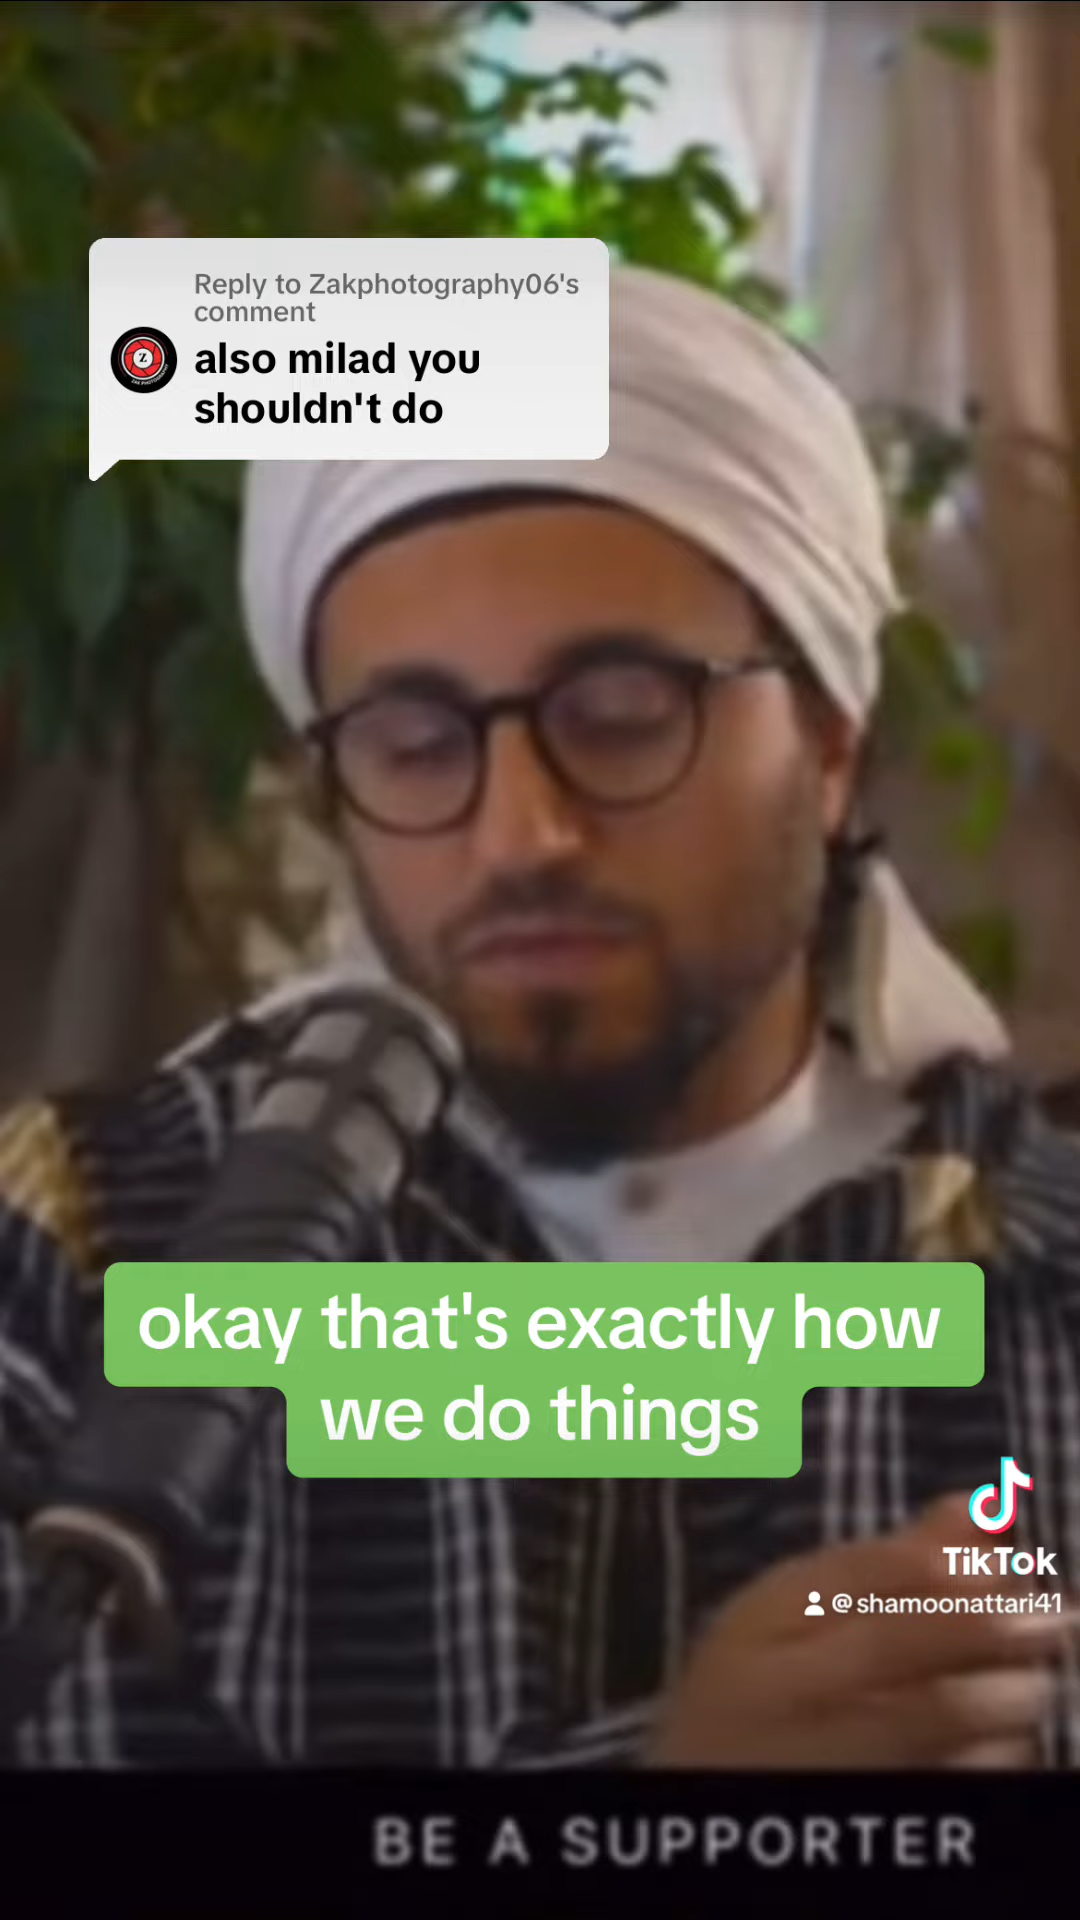 Reply to Zakphotography06's
comment
also milad you
shouldn't do
Z
okay that's exactly how
we do things
TikTok
@shamoonattari41
BE A SUPPORTER